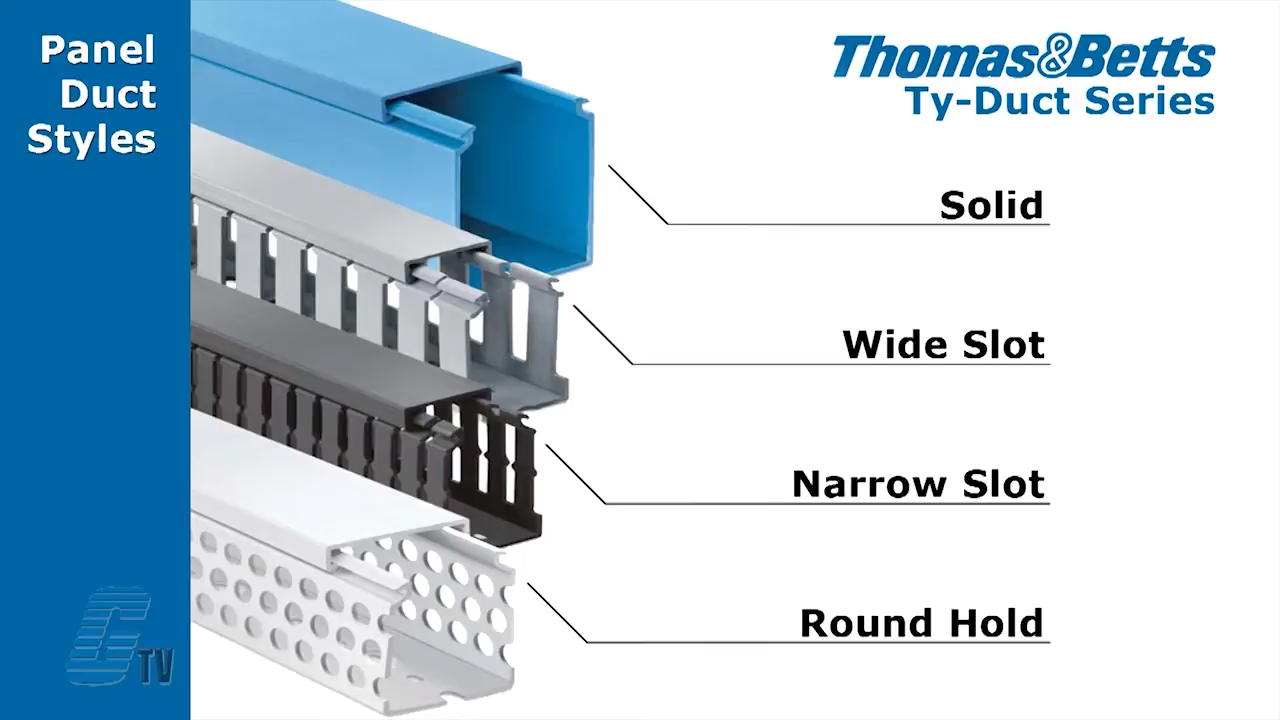 Panel
Duct
Styles
Thomas&Betts
Ty-Duct Series
Solid
Wide Slot
Narrow Slot
Round Hold
C TV